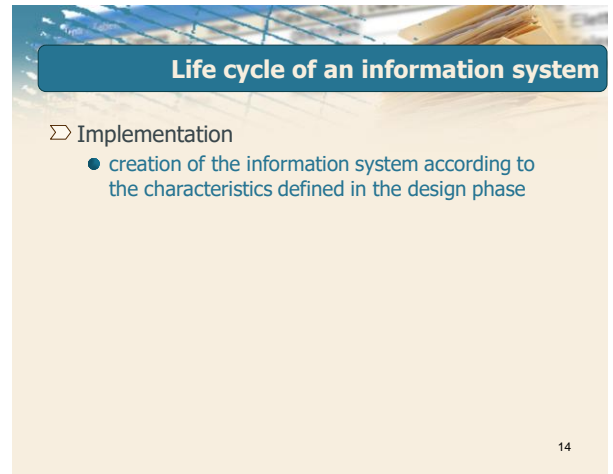 Life cycle of an information system
Implementation
creation of the information system according to
the characteristics defined in the design phase
14